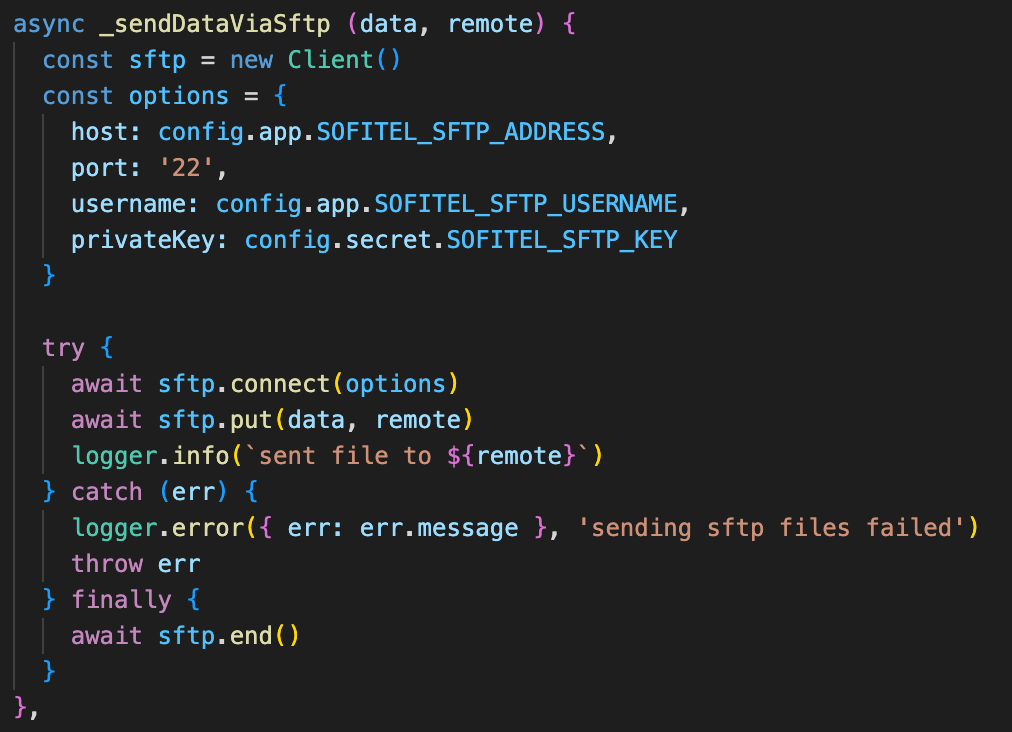 async _sendDataViaSftp (data, remote) {
  const sftp = new Client()
  const options = {
    host: config.app.SOFITEL_SFTP_ADDRESS,
    port: '22',
    username: config.app.SOFITEL_SFTP_USERNAME,
    privateKey: config.secret.SOFITEL_SFTP_KEY
  }

  try {
    await sftp.connect(options)
    await sftp.put(data, remote)
    logger.info(`sent file to ${remote}`)
  } catch (err) {
    logger.error({ err: err.message }, 'sending sftp files failed')
    throw err
  } finally {
    await sftp.end()
  }
},